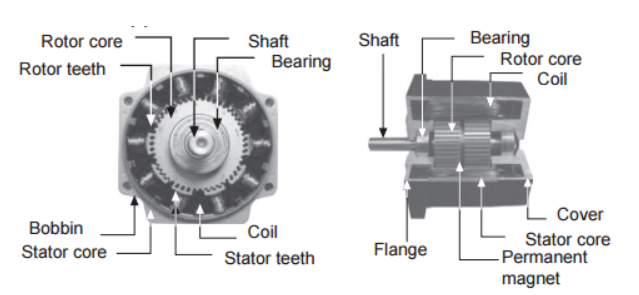 Rotor core
Shaft
Rotor teeth
Bearing
Bobbin
Stator core
Coil
Stator teeth
Shaft
Bearing
Rotor core
Coil
Flange
Cover
Stator core
Permanent
magnet